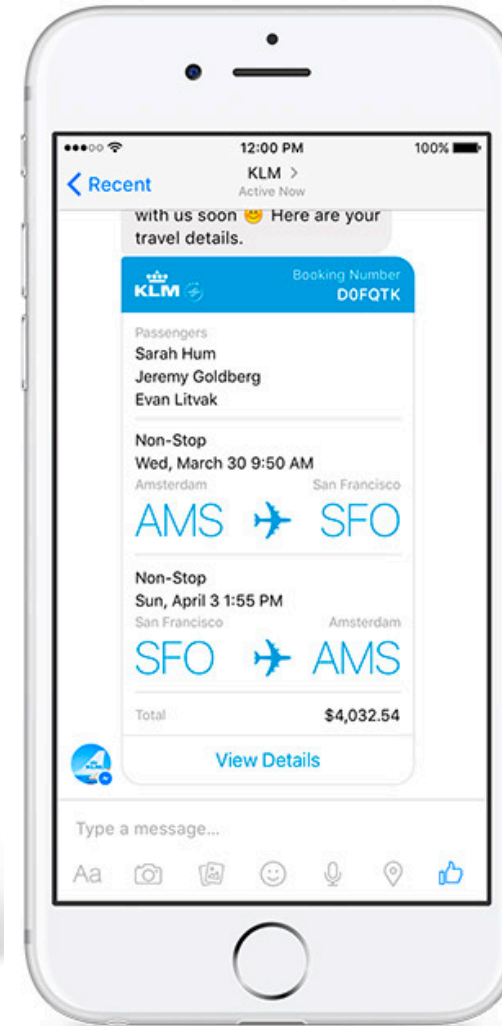 12:00 PM
100%
Recent
KLM >
Active Now
with us soon 😊 Here are your
travel details.
KLM
Booking Number
D0FQTK
Passengers
Sarah Hum
Jeremy Goldberg
Evan Litvak
Non-Stop
Wed, March 30 9:50 AM
Amsterdam San Francisco
AMS SFO
Non-Stop
Sun, April 3 1:55 PM
San Francisco Amsterdam
SFO AMS
Total $4,032.54
View Details
Type a message...
Aa